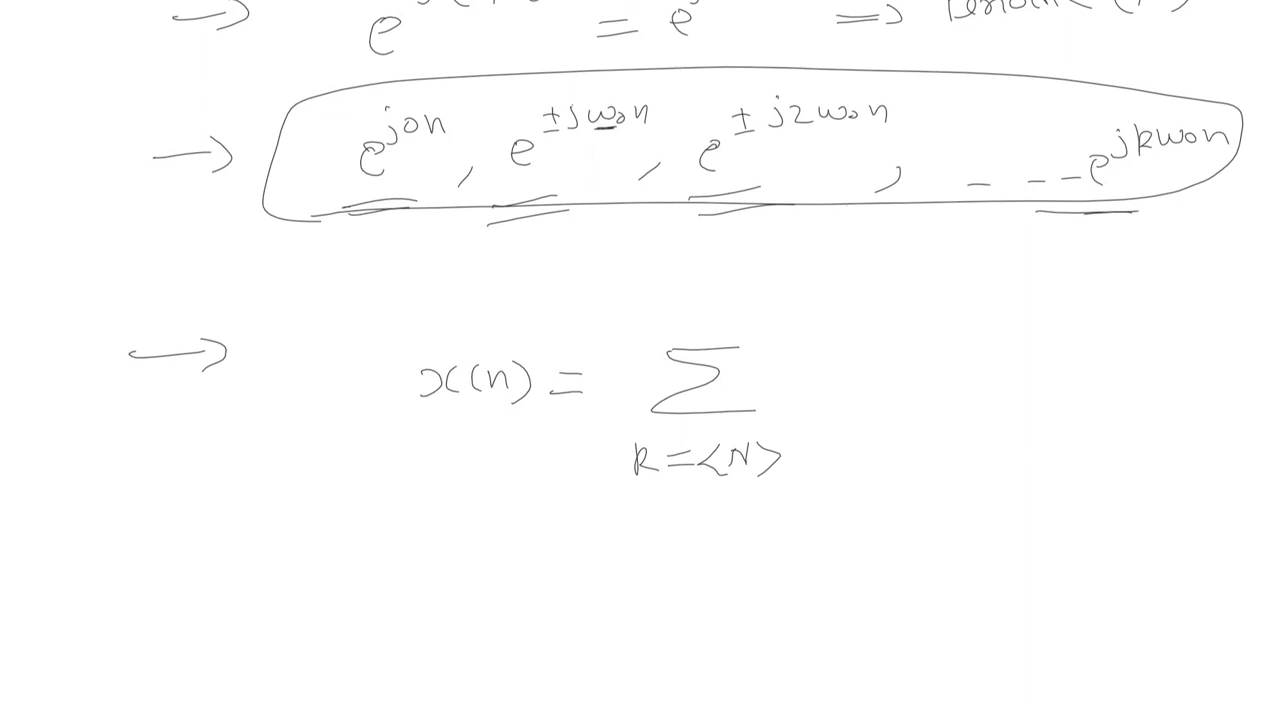 → e = e ⇒
→ e^{j0n}, e^{±jω₀n}, e^{±j2ω₀n}, - - - e^{jkω₀n}
→ x(n) = Σ
k=<N>